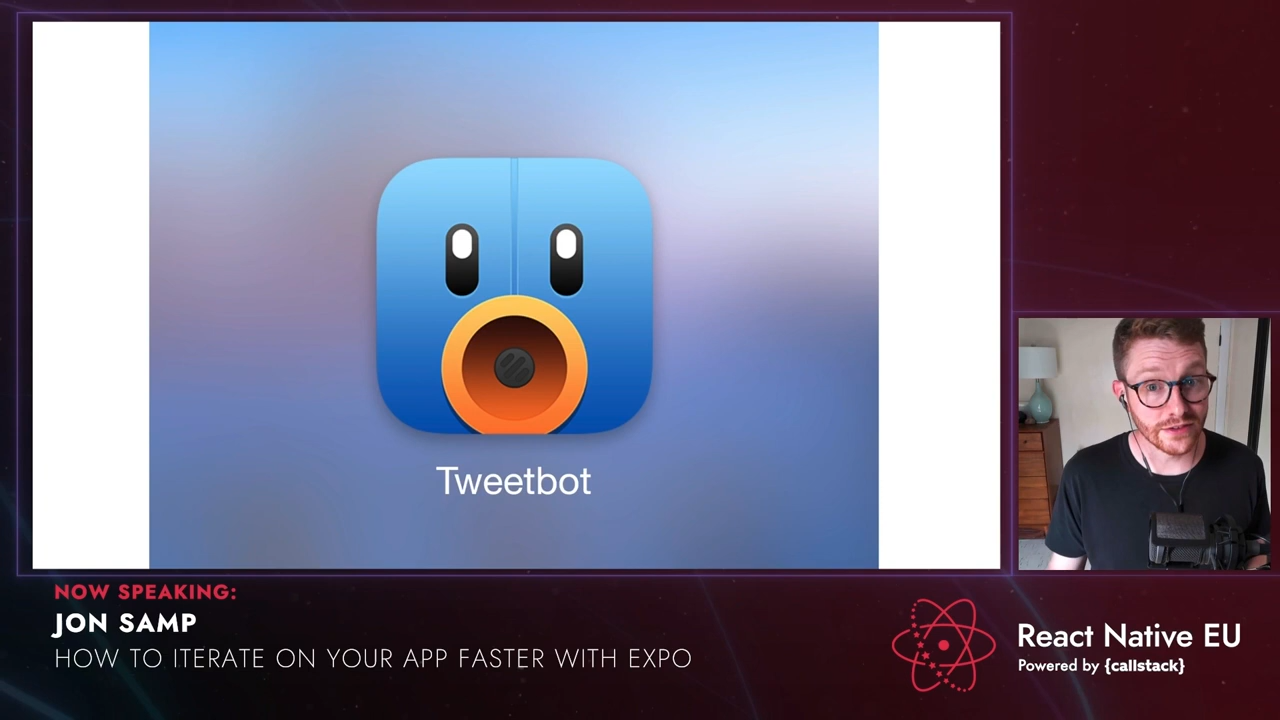 Tweetbot
NOW SPEAKING:
JON SAMP
HOW TO ITERATE ON YOUR APP FASTER WITH EXPO
React Native EU
Powered by {callstack}